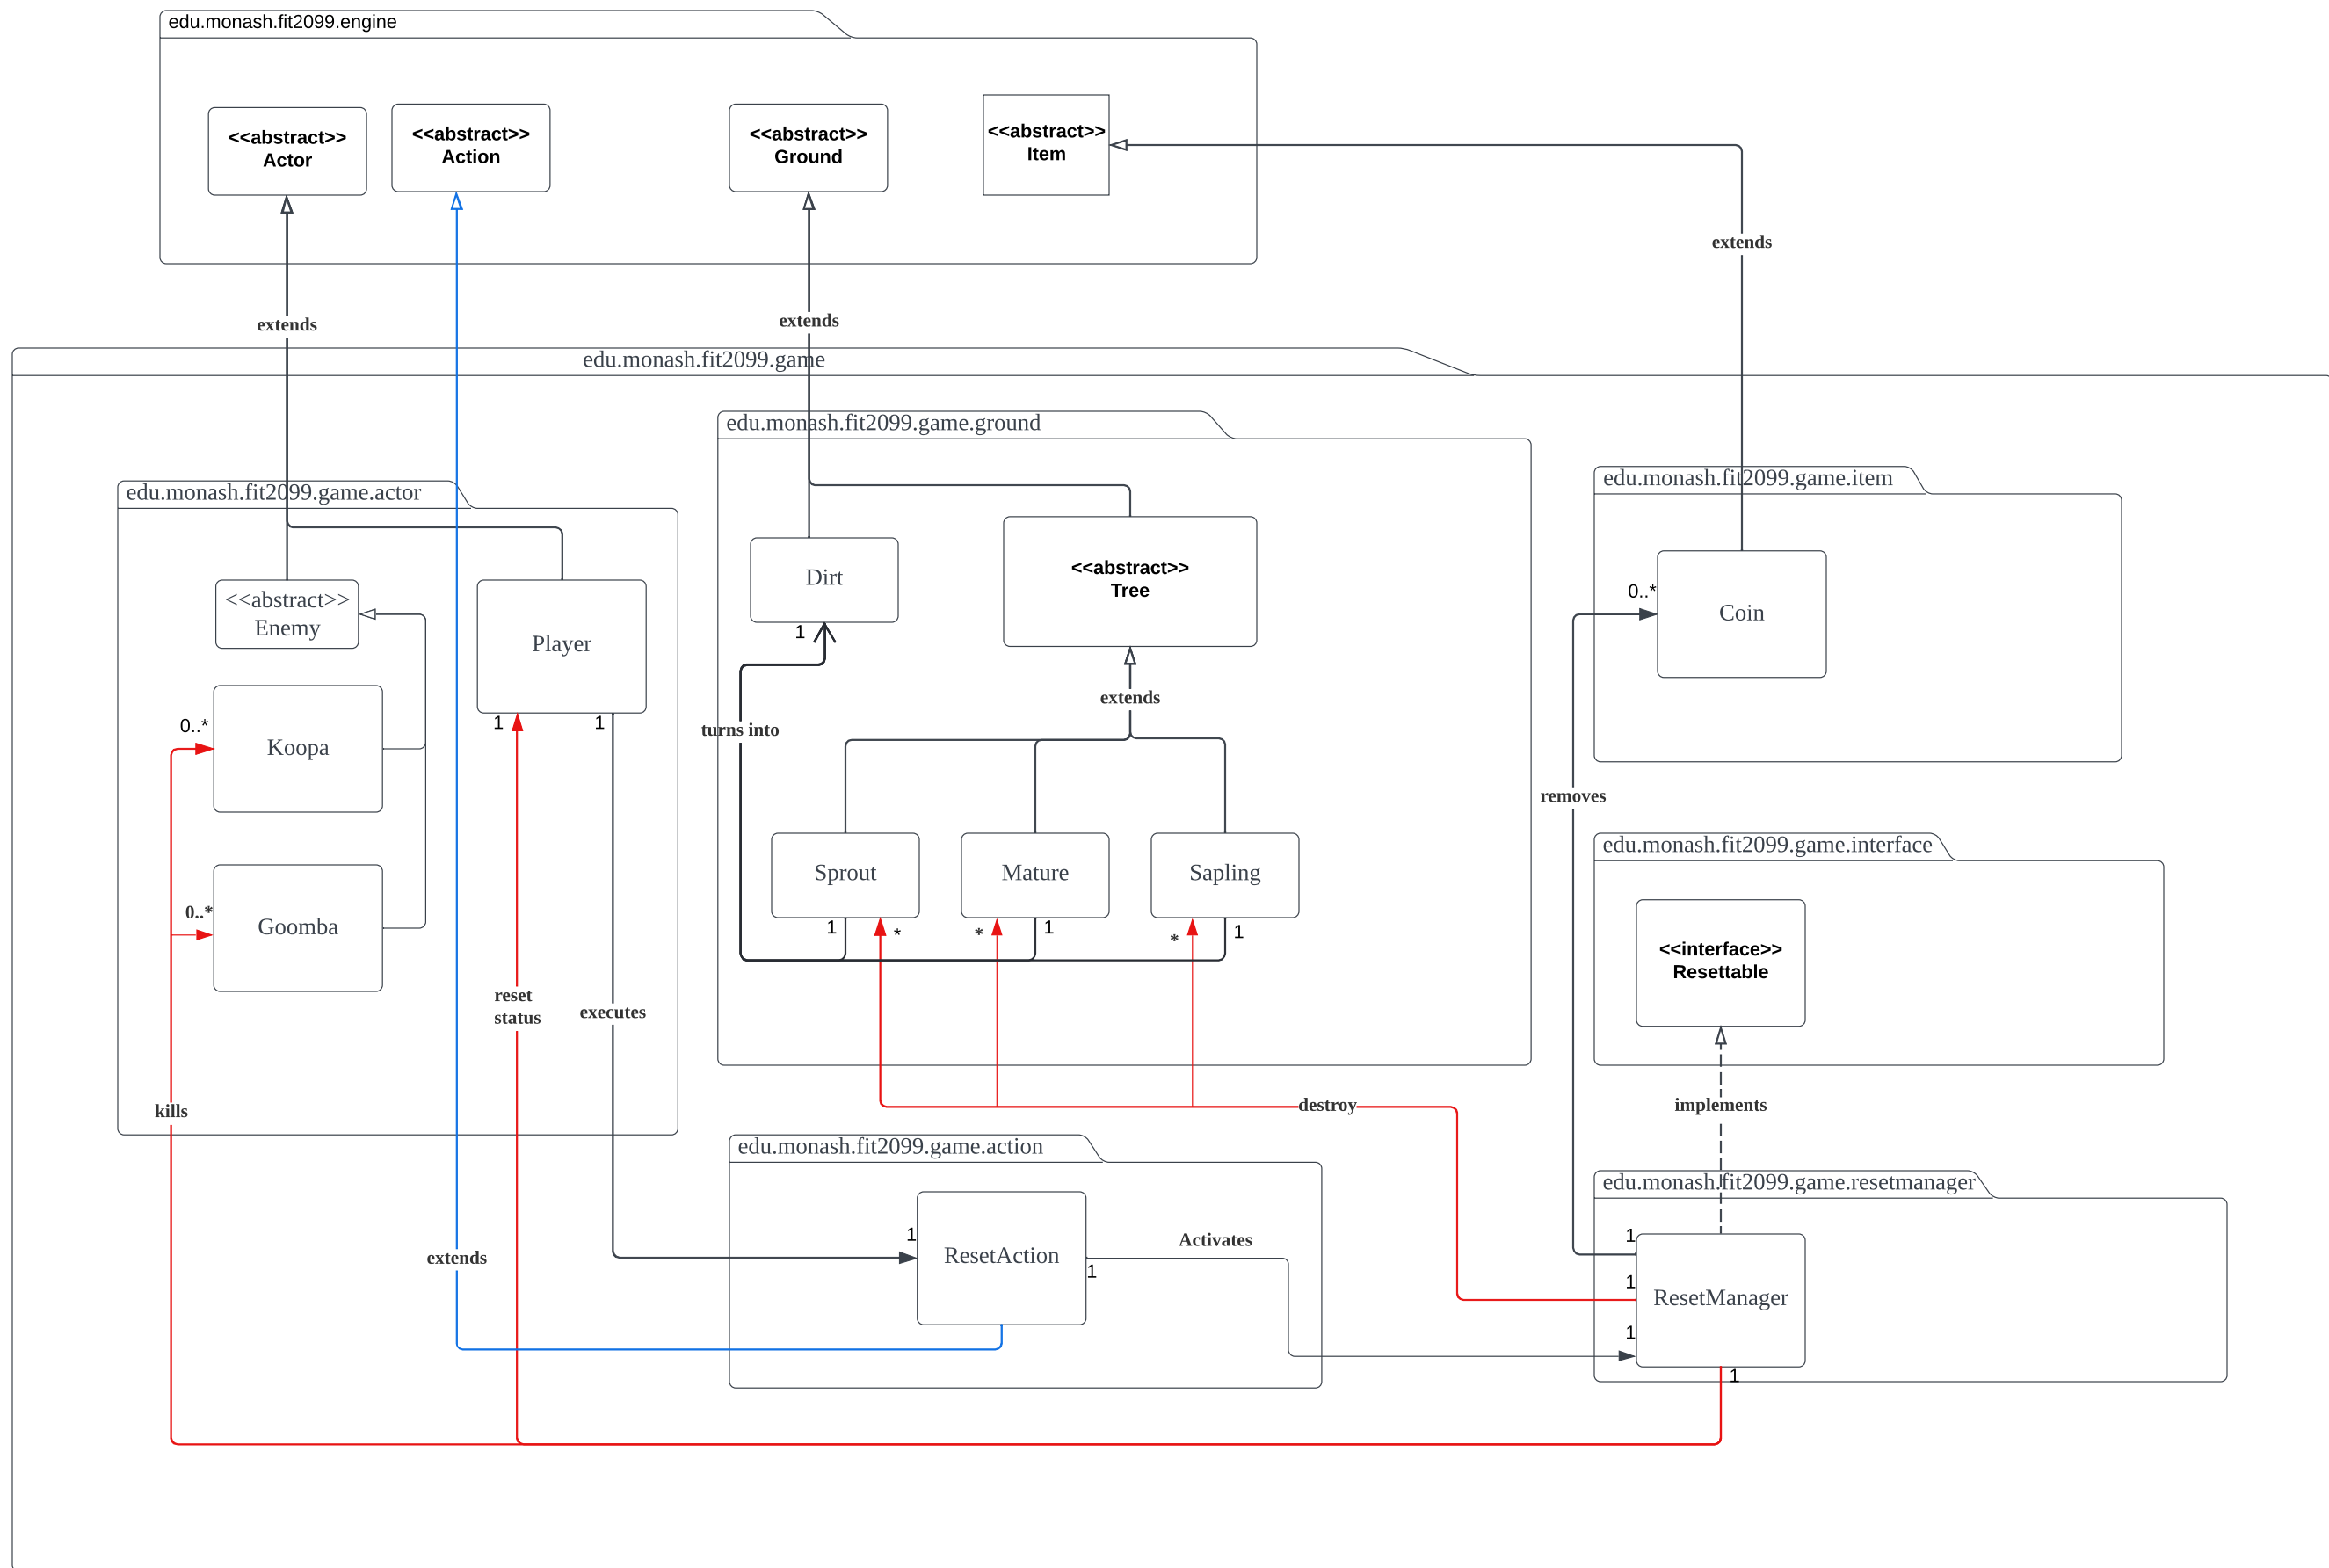 edu.monash.fit2099.engine
<<abstract>>
Actor
<<abstract>>
Action
<<abstract>>
Ground
<<abstract>>
Item
extends
extends
extends
edu.monash.fit2099.game
edu.monash.fit2099.game.actor
<<abstract>>
Enemy
Player
0..*
Koopa
1
1
0..*
Goomba
reset
status
executes
kills
extends
edu.monash.fit2099.game.ground
Dirt
<<abstract>>
Tree
1
turns into
extends
Sprout
Mature
Sapling
1
*
*
1
*
1
destroy
edu.monash.fit2099.game.item
0..*
Coin
removes
edu.monash.fit2099.game.interface
<<interface>>
Resettable
implements
edu.monash.fit2099.game.action
1
ResetAction
1
Activates
edu.monash.fit2099.game.resetmanager
1
1
ResetManager
1
1